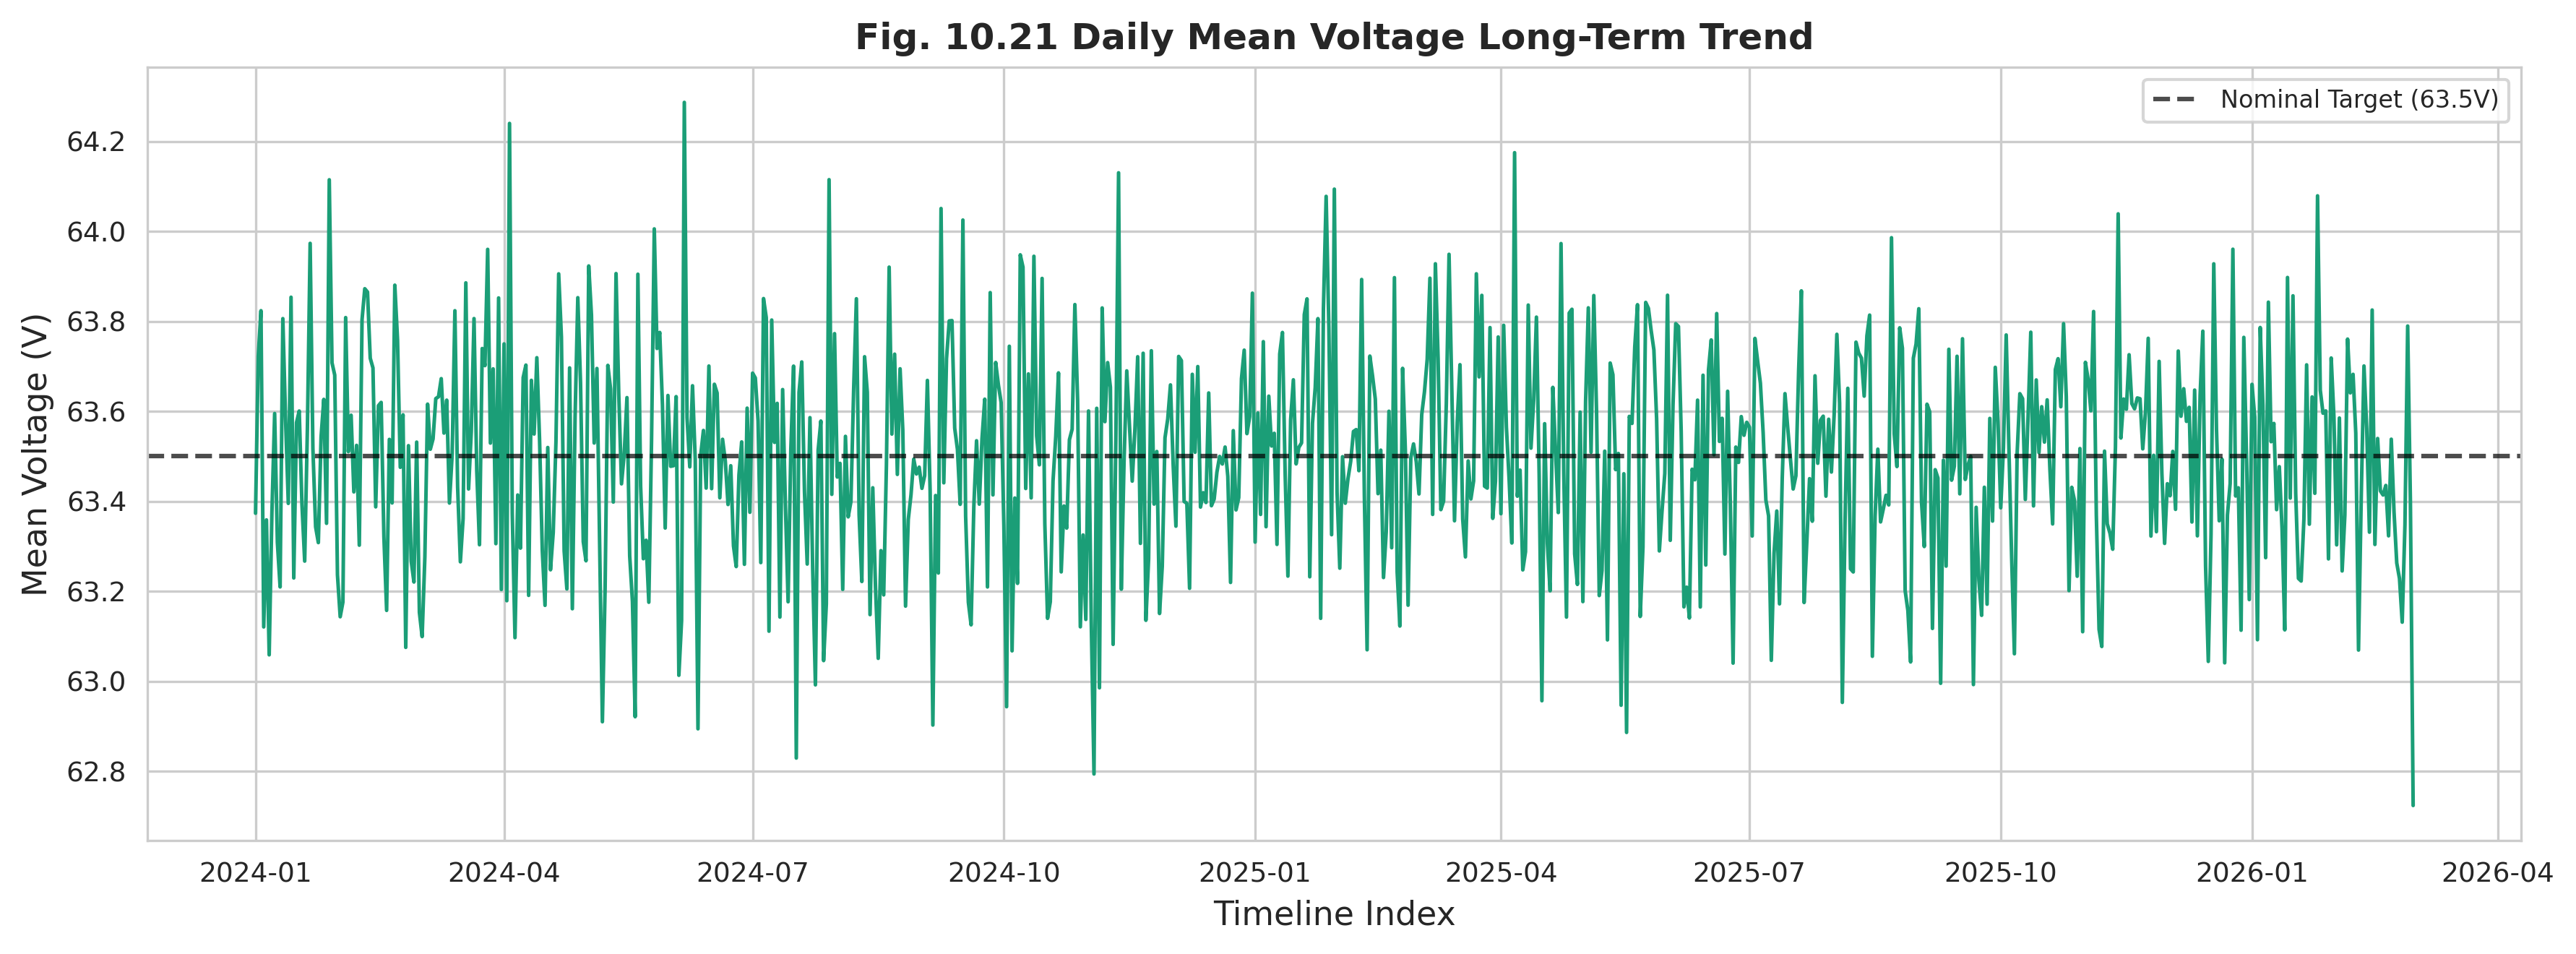 Fig. 10.21 Daily Mean Voltage Long-Term Trend
Nominal Target (63.5V)
Mean Voltage (V)
64.2
64.0
63.8
63.6
63.4
63.2
63.0
62.8
2024-01 2024-04 2024-07 2024-10 2025-01 2025-04 2025-07 2025-10 2026-01 2026-04
Timeline Index